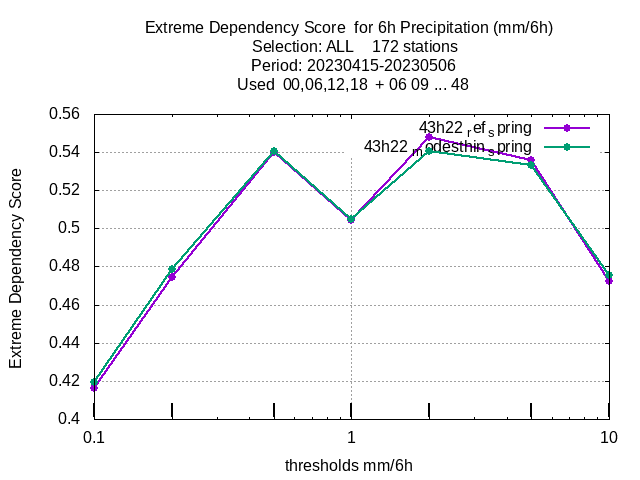 Extreme Dependency Score  for 6h Precipitation (mm/6h)
Selection: ALL    172 stations
Period: 20230415-20230506
Used  00,06,12,18  + 06 09 ... 48
0.56
43h22 ref spring
43h22 modesthin spring
0.54
0.52
0.5
0.48
0.46
0.44
0.42
0.4
Extreme Dependency Score
0.1 1 10
thresholds mm/6h